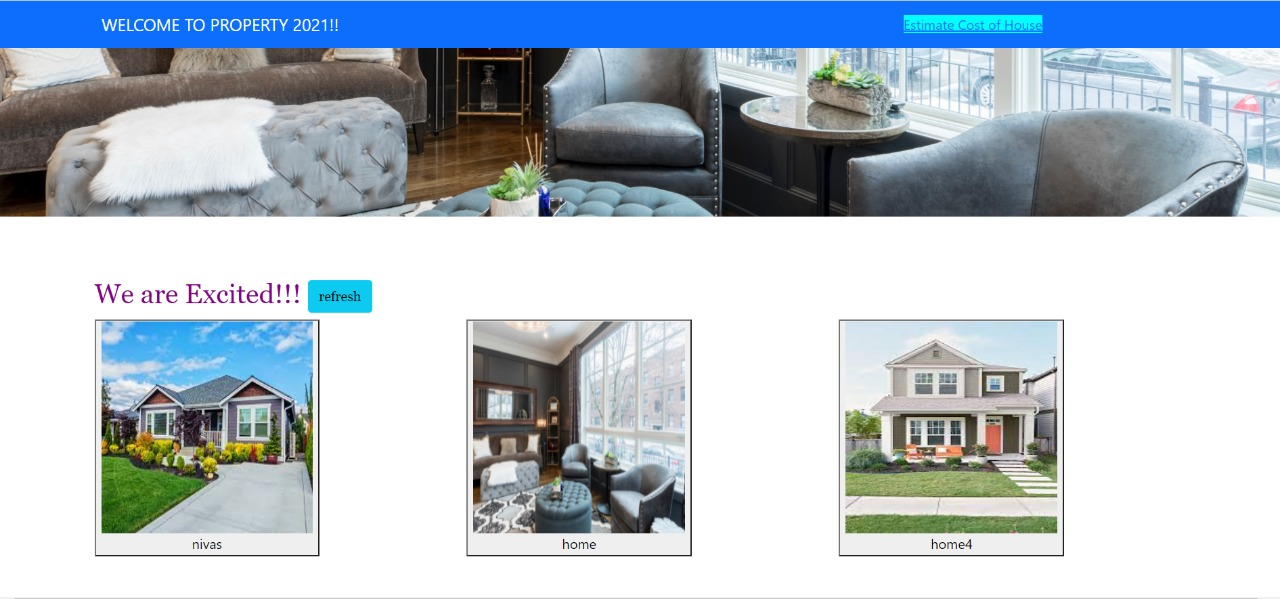 WELCOME TO PROPERTY 2021!!
Estimate Cost of House
We are Excited!!! refresh
nivas
home
home4